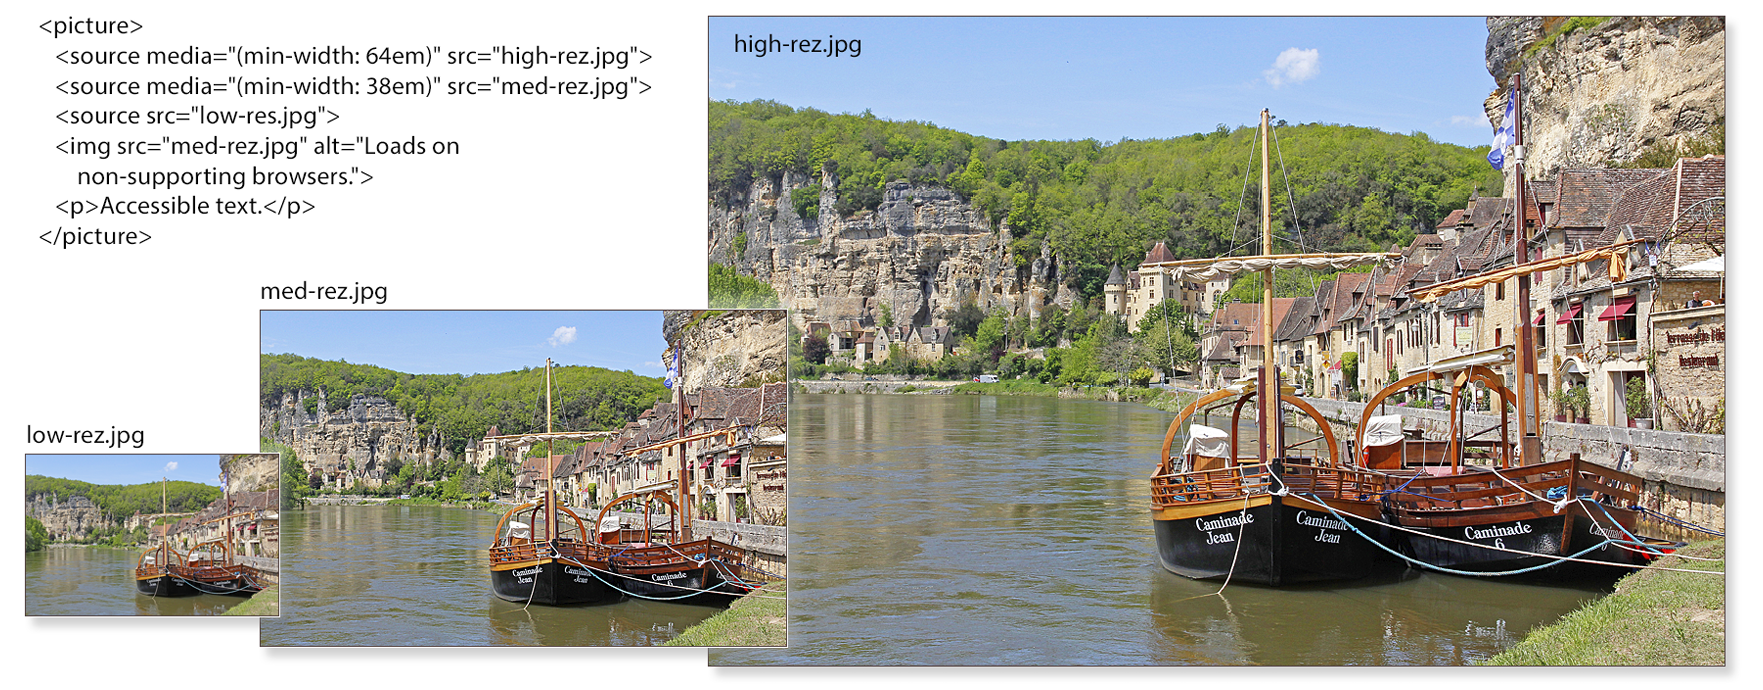 <picture>
<source media="(min-width: 64em)" src="high-rez.jpg">
<source media="(min-width: 38em)" src="med-rez.jpg">
<source src="low-res.jpg">
<img src="med-rez.jpg" alt="Loads on
non-supporting browsers.">
<p>Accessible text.</p>
</picture>
high-rez.jpg
med-rez.jpg
low-rez.jpg
Caminade
Jean
Caminade
Jean
Caminade
6
Caminade
6
Restaurant
Caminade
Jean
Caminade
Jean
Caminade
6